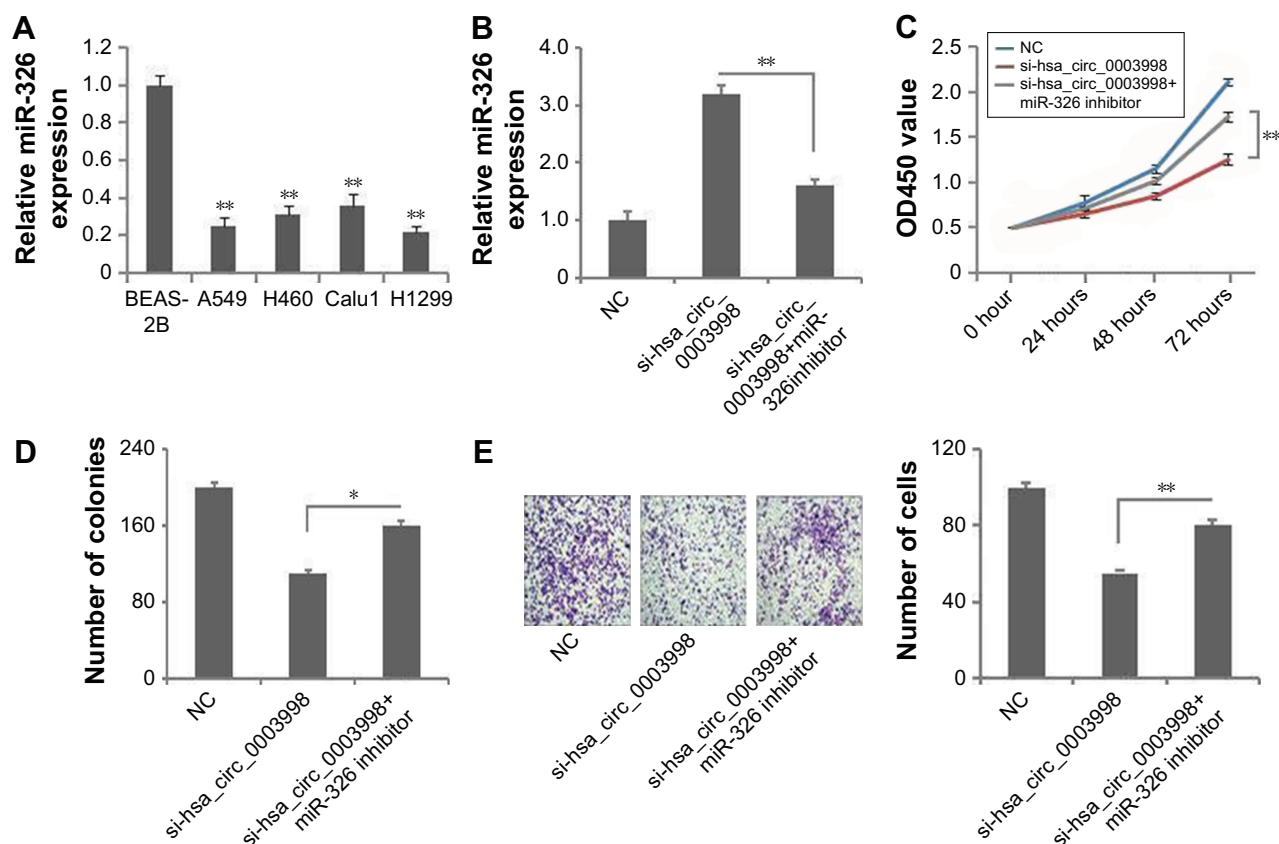 A
Relative miR-326
expression
1.2
1.0
0.8
0.6
0.4
0.2
0
**
**
**
**
BEAS-
2B
A549
H460
Calu1
H1299
B
Relative miR-326
expression
4.0
3.0
2.0
1.0
0
**
NC
si-hsa_circ_
0003998
si-hsa_circ_
0003998+miR-
326inhibitor
C
OD450 value
2.5
2.0
1.5
1.0
0.5
0
NC
si-hsa_circ_0003998
si-hsa_circ_0003998+
miR-326 inhibitor
**
0 hour
24 hours
48 hours
72 hours
D
Number of colonies
240
160
80
0
*
NC
si-hsa_circ_0003998
si-hsa_circ_0003998+
miR-326 inhibitor
E
NC
si-hsa_circ_0003998
si-hsa_circ_0003998+
miR-326 inhibitor
Number of cells
120
80
40
0
**
NC
si-hsa_circ_0003998
si-hsa_circ_0003998+
miR-326 inhibitor